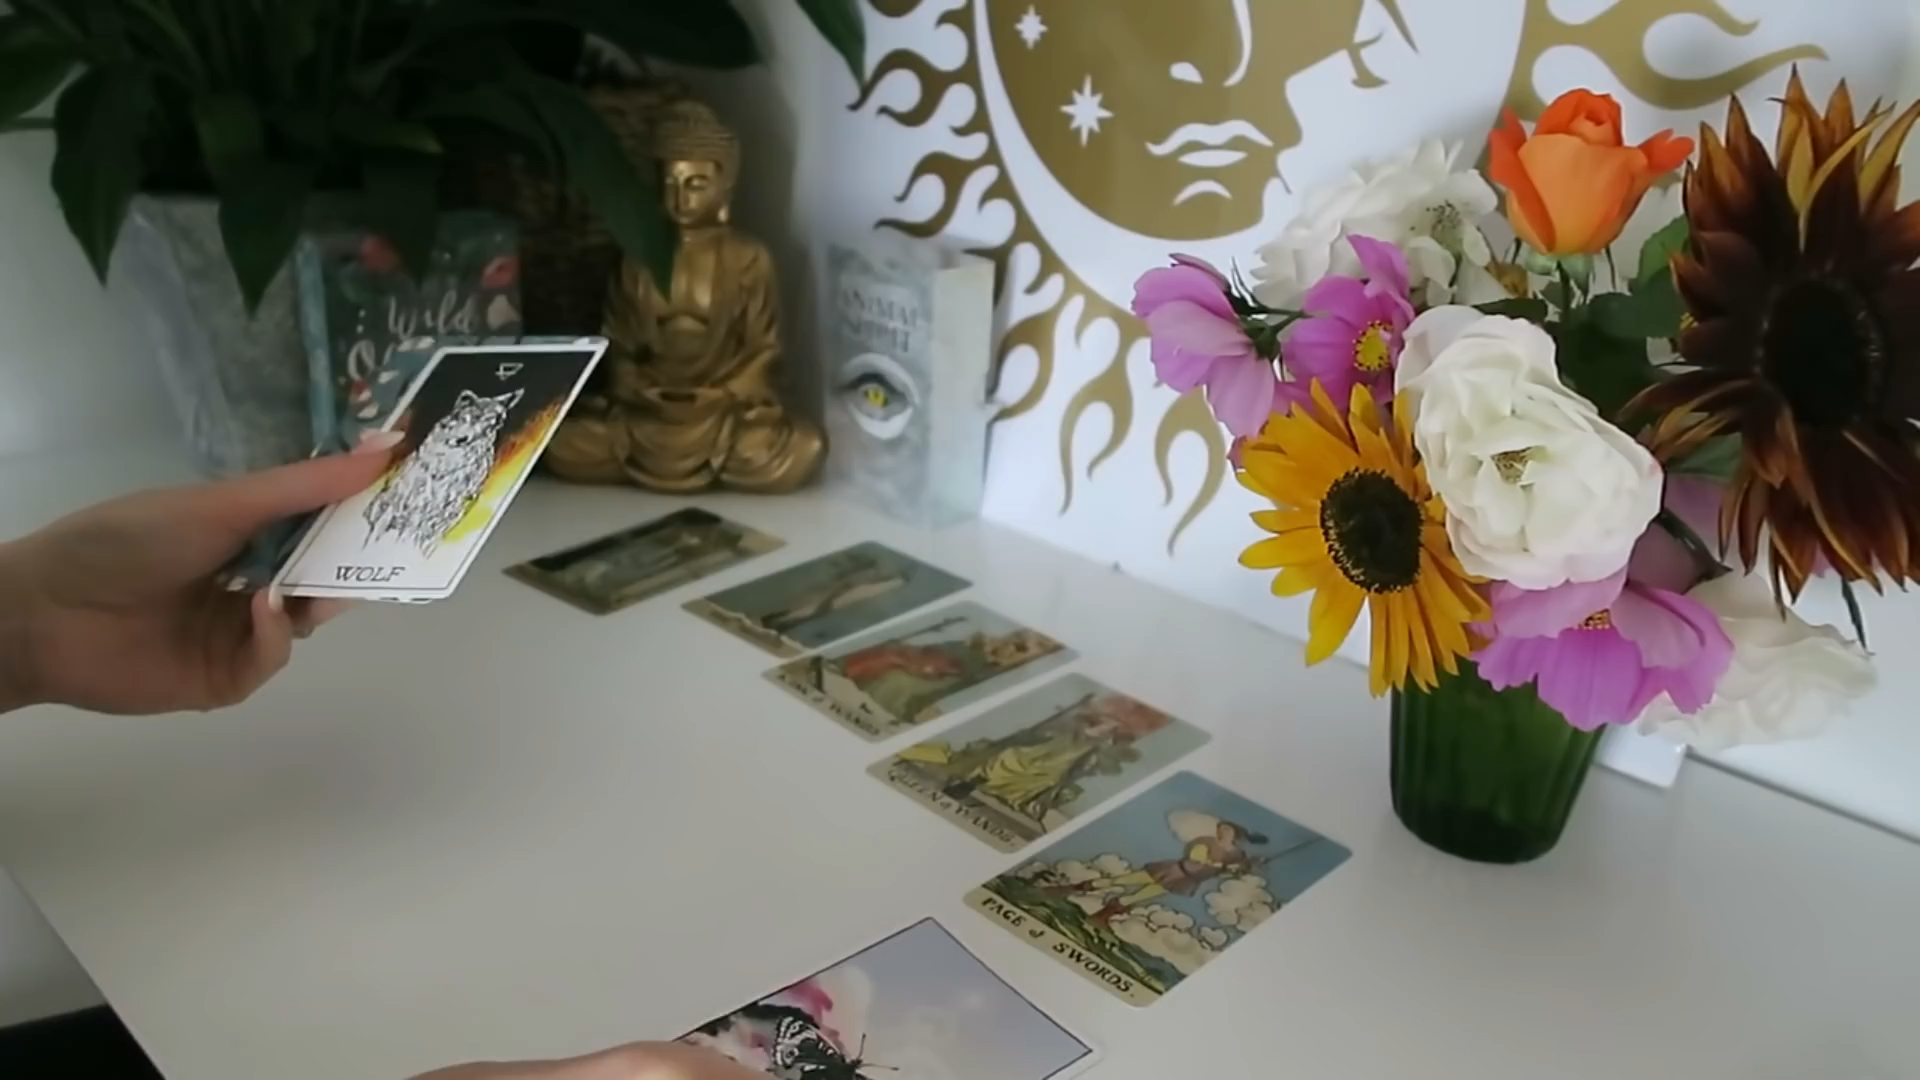 Wild
ANIMAL
SPIRIT
WOLF
KING of WANDS.
QUEEN of WANDS.
PAGE of SWORDS.